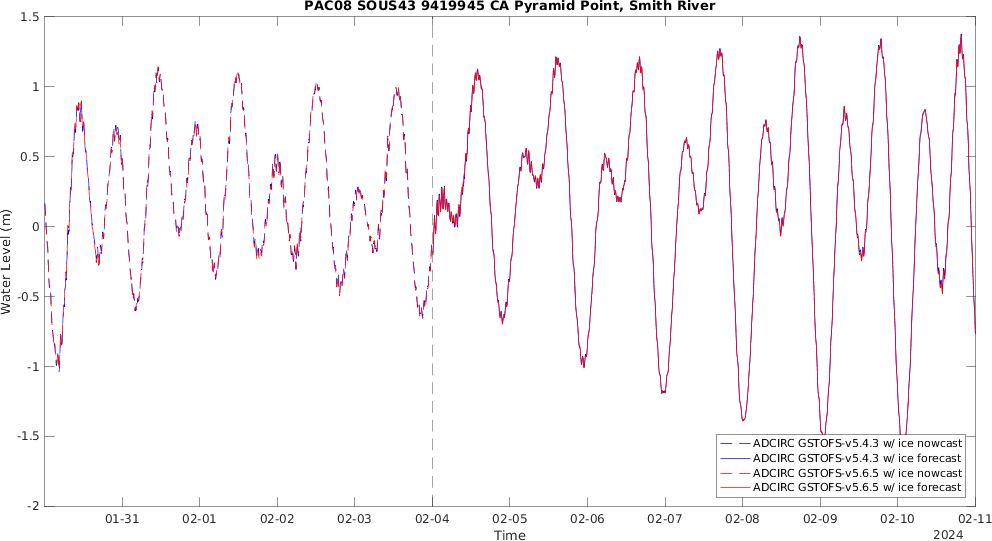 PAC08 SOUS43 9419945 CA Pyramid Point, Smith River
1.5
1
0.5
0
-0.5
-1
-1.5
-2
Water Level (m)
ADCIRC GSTOFS-v5.4.3 w/ ice nowcast
ADCIRC GSTOFS-v5.4.3 w/ ice forecast
ADCIRC GSTOFS-v5.6.5 w/ ice nowcast
ADCIRC GSTOFS-v5.6.5 w/ ice forecast
01-31 02-01 02-02 02-03 02-04 02-05 02-06 02-07 02-08 02-09 02-10 02-11
Time
2024